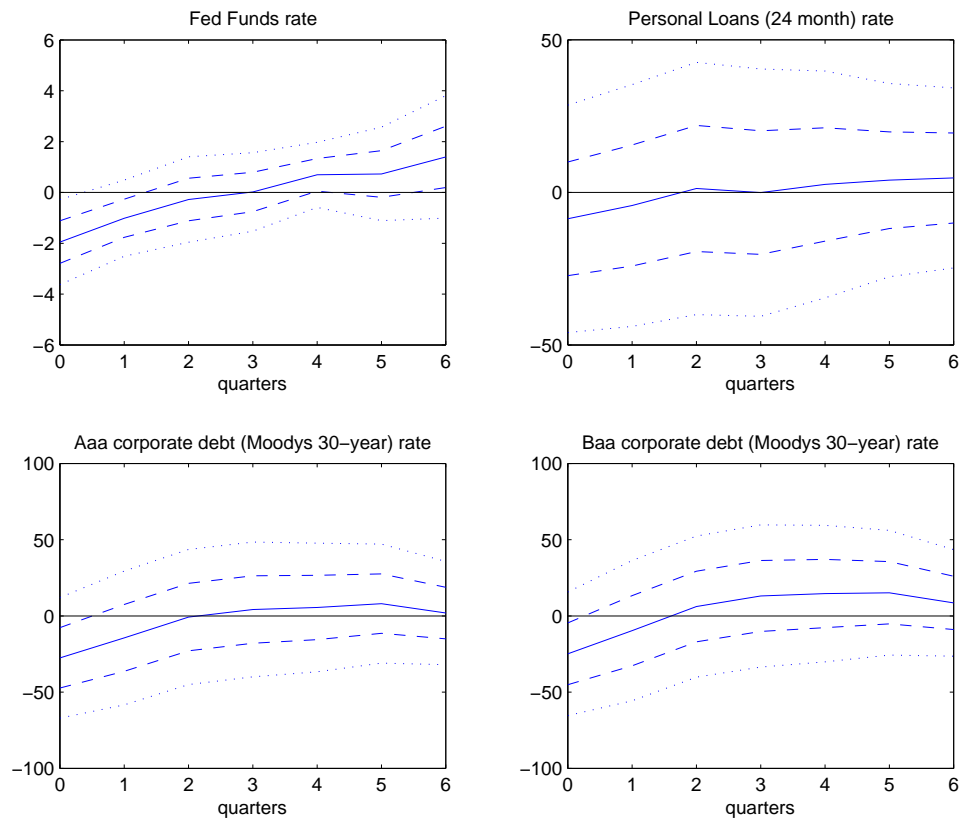 Fed Funds rate
6
4
2
0
−2
−4
−6
0 1 2 3 4 5 6
quarters
Personal Loans (24 month) rate
50
0
−50
0 1 2 3 4 5 6
quarters
Aaa corporate debt (Moodys 30−year) rate
100
50
0
−50
−100
0 1 2 3 4 5 6
quarters
Baa corporate debt (Moodys 30−year) rate
100
50
0
−50
−100
0 1 2 3 4 5 6
quarters